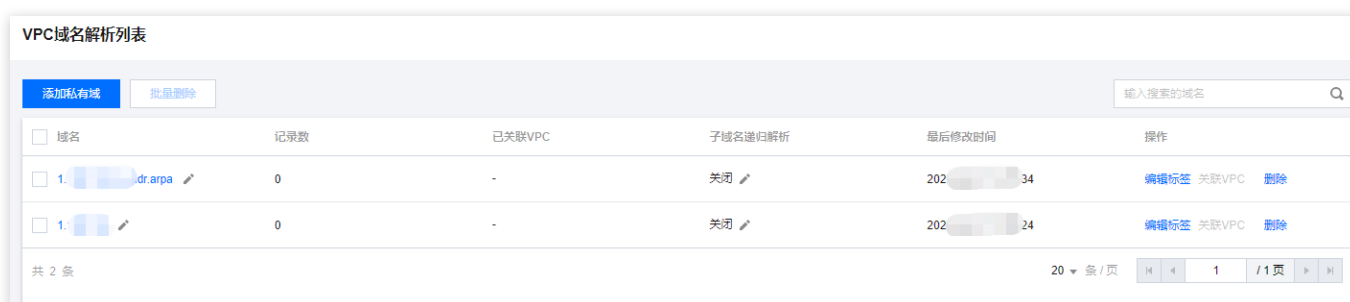 VPC域名解析列表
添加私有域 批量删除 输入搜索的域名
域名 记录数 已关联VPC 子域名递归解析 最后修改时间 操作
1. dr.arpa 0 - 关闭 202 34 编辑标签 关联VPC 删除
1. 0 - 关闭 202 24 编辑标签 关联VPC 删除
共 2 条 20 条 / 页 1 / 1 页